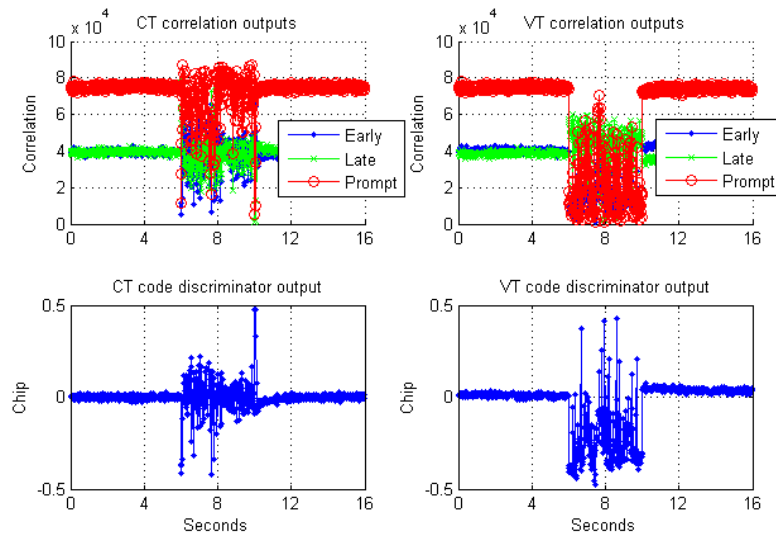 CT correlation outputs
x 10^4
10
8
6
4
2
0
Correlation
0 4 8 12 16
Early
Late
Prompt
VT correlation outputs
x 10^4
10
8
6
4
2
0
Correlation
0 4 8 12 16
Early
Late
Prompt
CT code discriminator output
0.5
0
-0.5
Chip
0 4 8 12 16
Seconds
VT code discriminator output
0.5
0
-0.5
Chip
0 4 8 12 16
Seconds